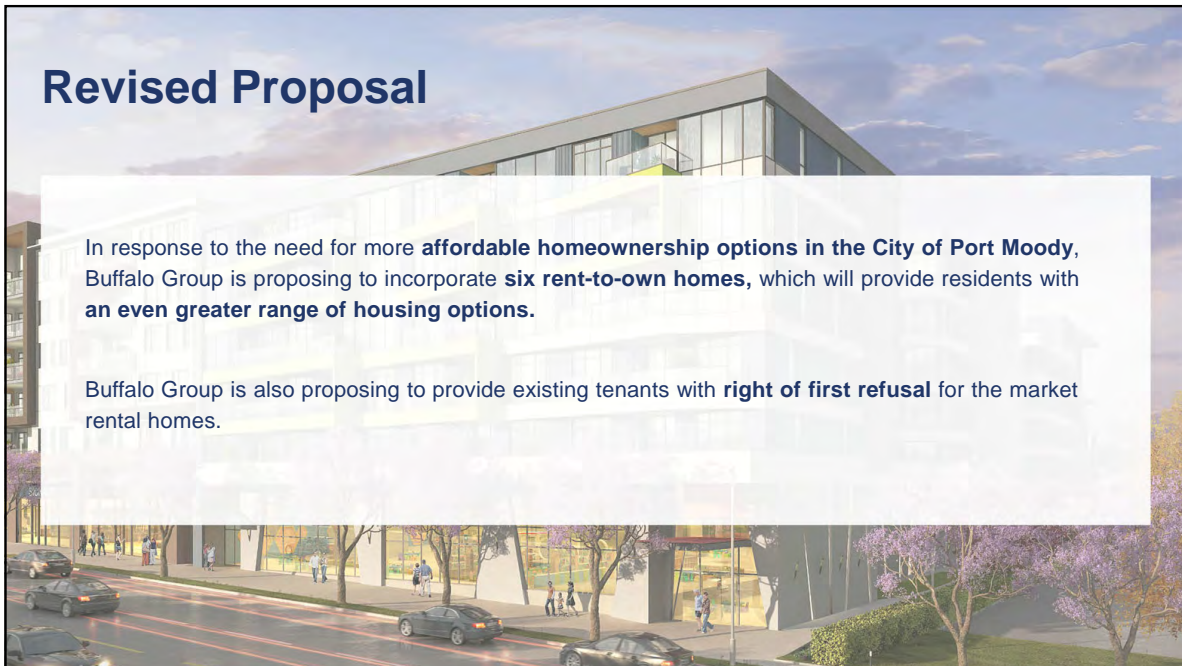 Revised Proposal
In response to the need for more affordable homeownership options in the City of Port Moody,
Buffalo Group is proposing to incorporate six rent-to-own homes, which will provide residents with
an even greater range of housing options.
Buffalo Group is also proposing to provide existing tenants with right of first refusal for the market
rental homes.